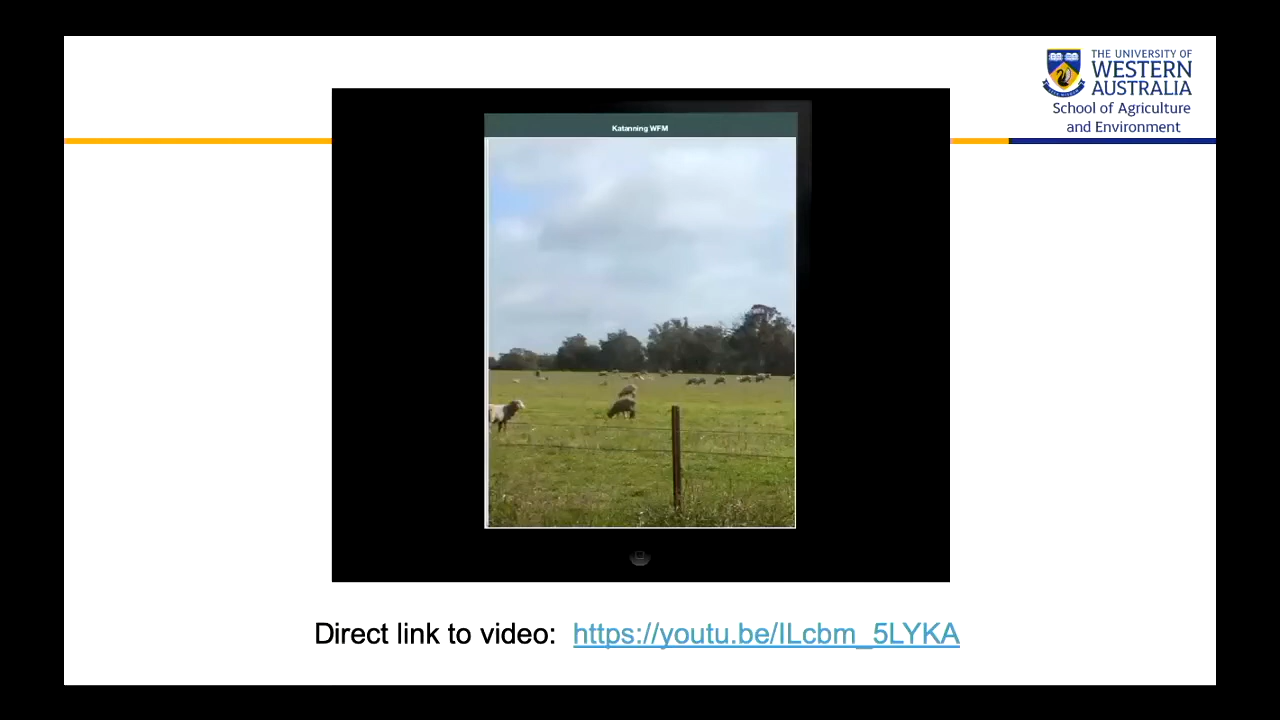 THE UNIVERSITY OF
WESTERN
AUSTRALIA
School of Agriculture
and Environment
Katanning WFM
Direct link to video: https://youtu.be/ILcbm_5LYKA